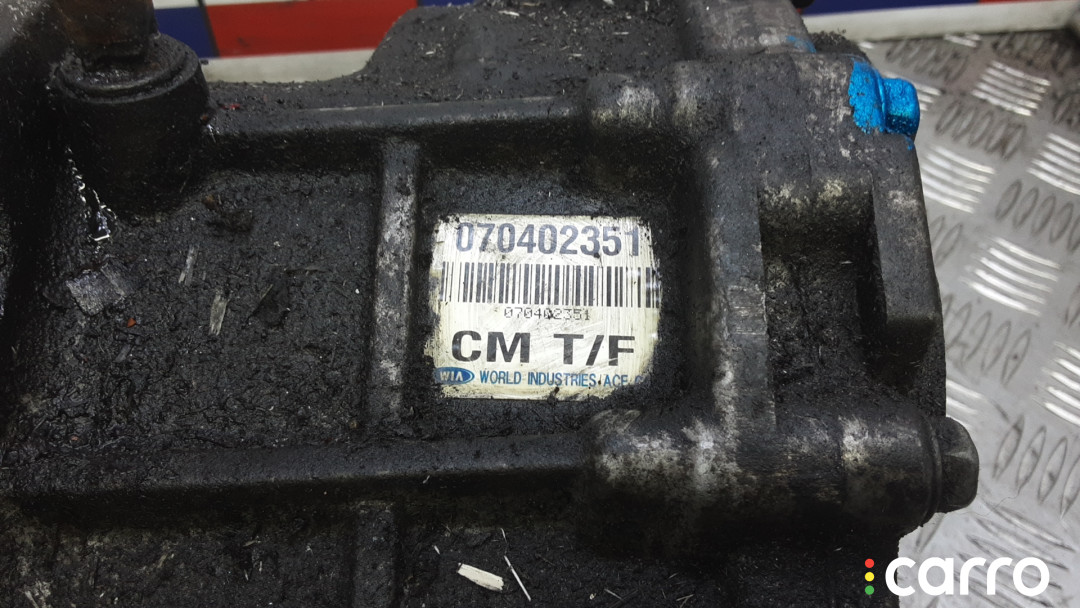 070402351
070402351
CM T/F
WIA WORLD INDUSTRIES ACE
carro